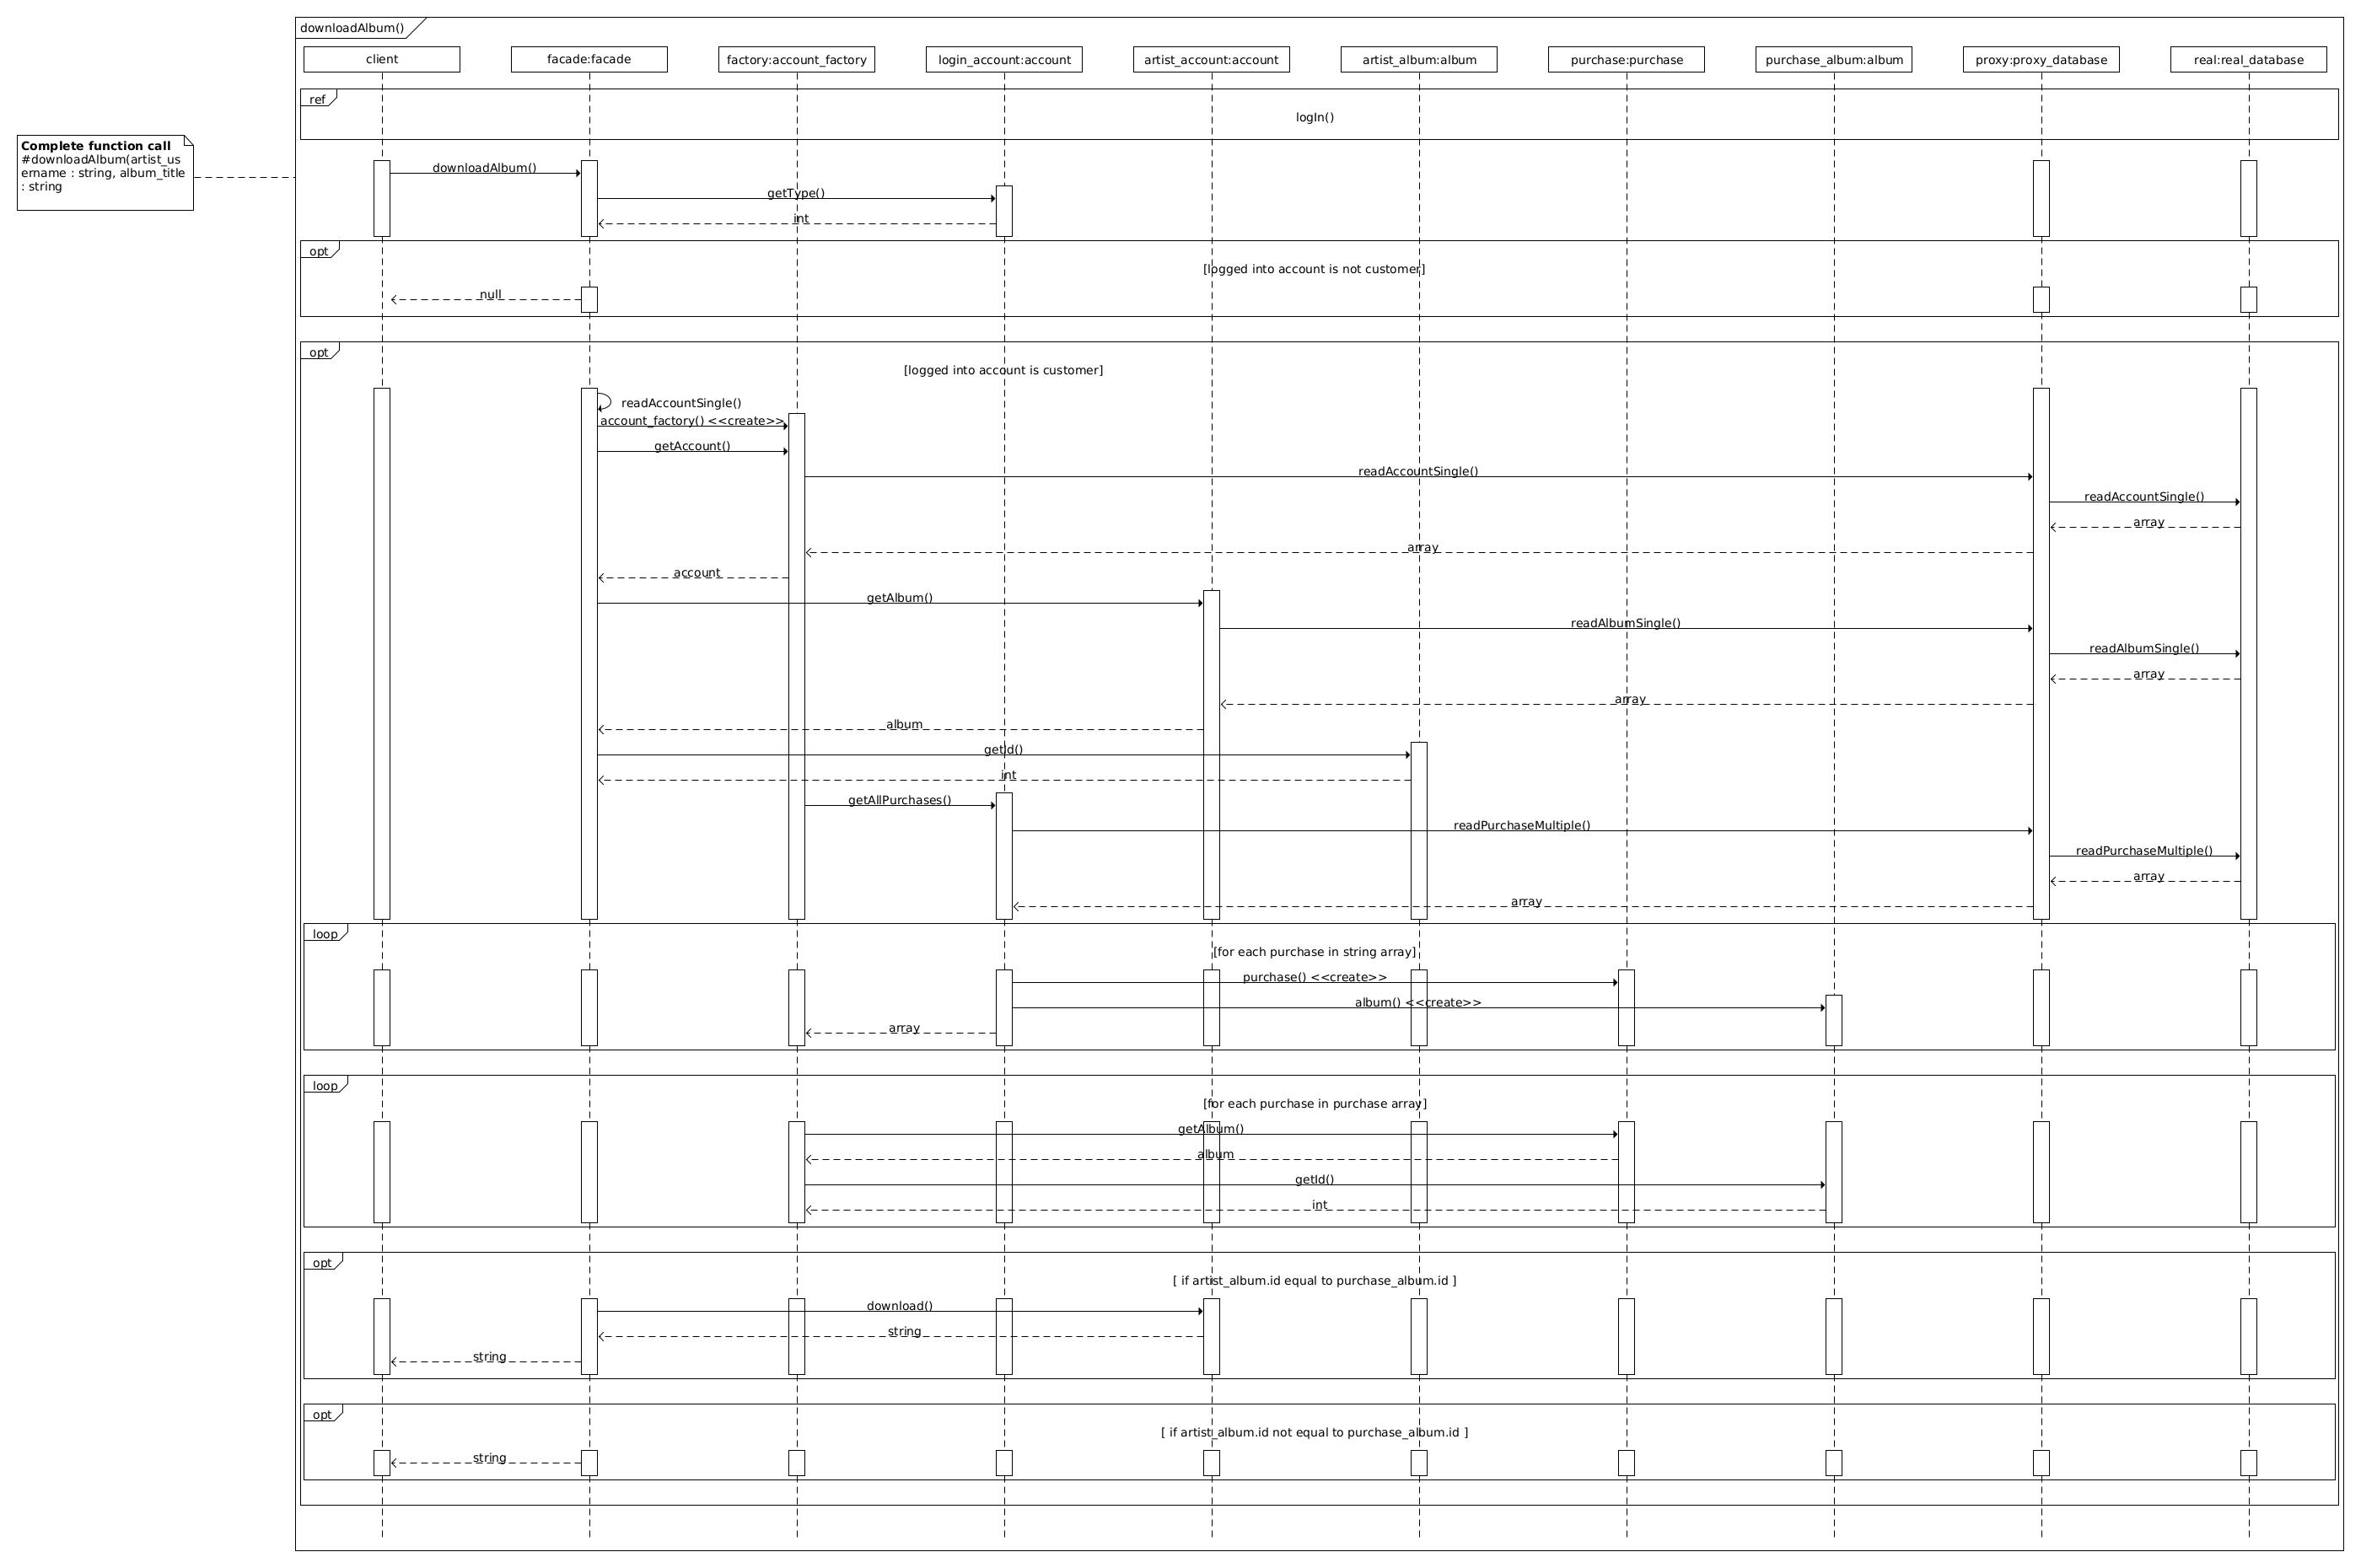 downloadAlbum()
client
facade:facade
factory:account_factory
login_account:account
artist_account:account
artist_album:album
purchase:purchase
purchase_album:album
proxy:proxy_database
real:real_database
ref
logIn()
Complete function call
#downloadAlbum(artist_us
ername : string, album_title
: string
downloadAlbum()
getType()
int
opt
[logged into account is not customer]
null
opt
[logged into account is customer]
readAccountSingle()
account_factory() <<create>>
getAccount()
readAccountSingle()
readAccountSingle()
array
array
account
getAlbum()
readAlbumSingle()
readAlbumSingle()
array
array
album
getId()
int
getAllPurchases()
readPurchaseMultiple()
readPurchaseMultiple()
array
array
loop
[for each purchase in string array]
purchase() <<create>>
album() <<create>>
array
loop
[for each purchase in purchase array]
getAlbum()
album
getId()
int
opt
[ if artist_album.id equal to purchase_album.id ]
download()
string
string
opt
[ if artist_album.id not equal to purchase_album.id ]
string